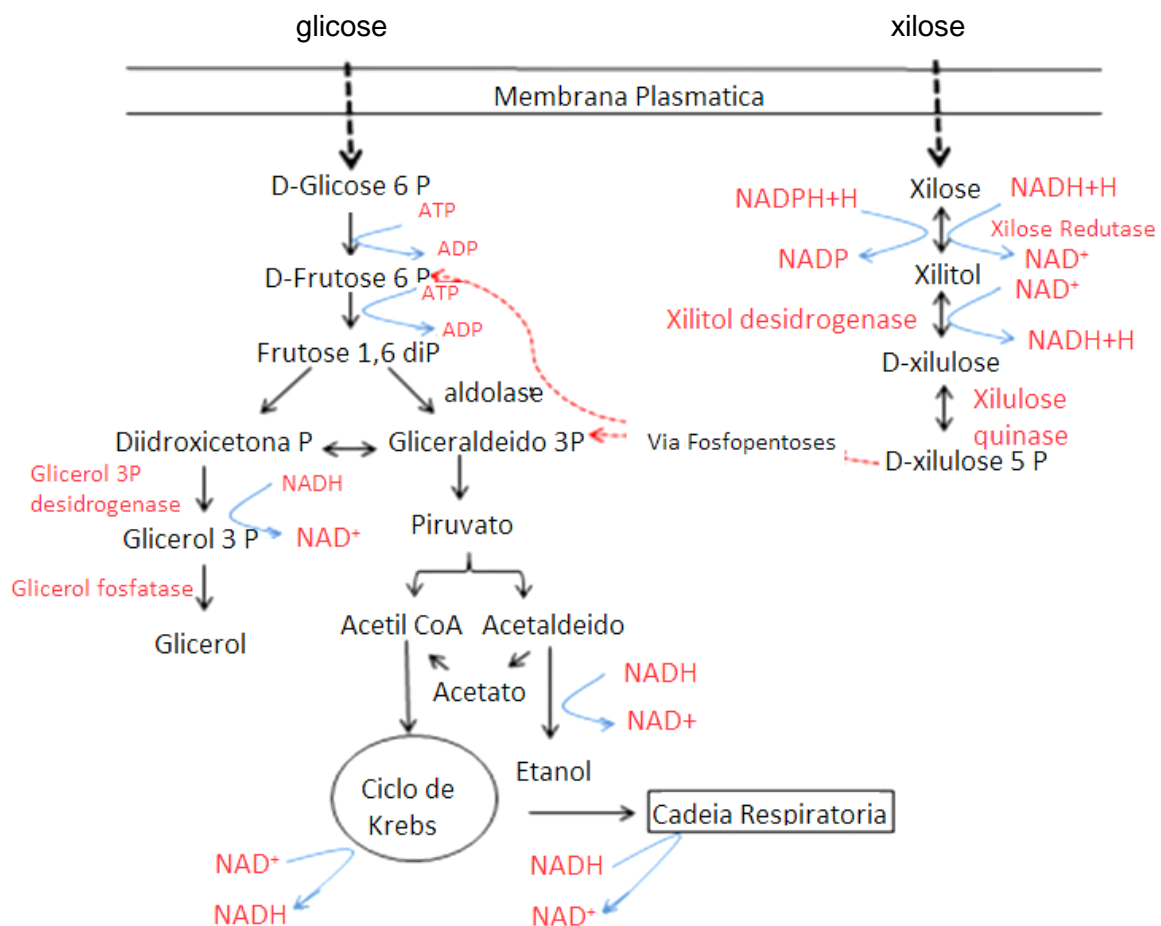 glicose
xilose
Membrana Plasmatica
D-Glicose 6 P
ATP
ADP
D-Frutose 6 P
ATP
ADP
Frutose 1,6 diP
aldolase
Diidroxicetona P
Gliceraldeido 3P
Glicerol 3P
desidrogenase
NADH
NAD⁺
Glicerol 3 P
Glicerol fosfatase
Glicerol
Piruvato
Acetil CoA
Acetaldeido
Acetato
NADH
NAD+
Etanol
Ciclo de
Krebs
NAD⁺
NADH
Cadeia Respiratoria
NADH
NAD⁺
Xilose
NADPH+H
NADP
NADH+H
Xilose Redutase
NAD⁺
Xilitol
NAD⁺
Xilitol desidrogenase
NADH+H
D-xilulose
Xilulose
quinase
D-xilulose 5 P
Via Fosfopentoses